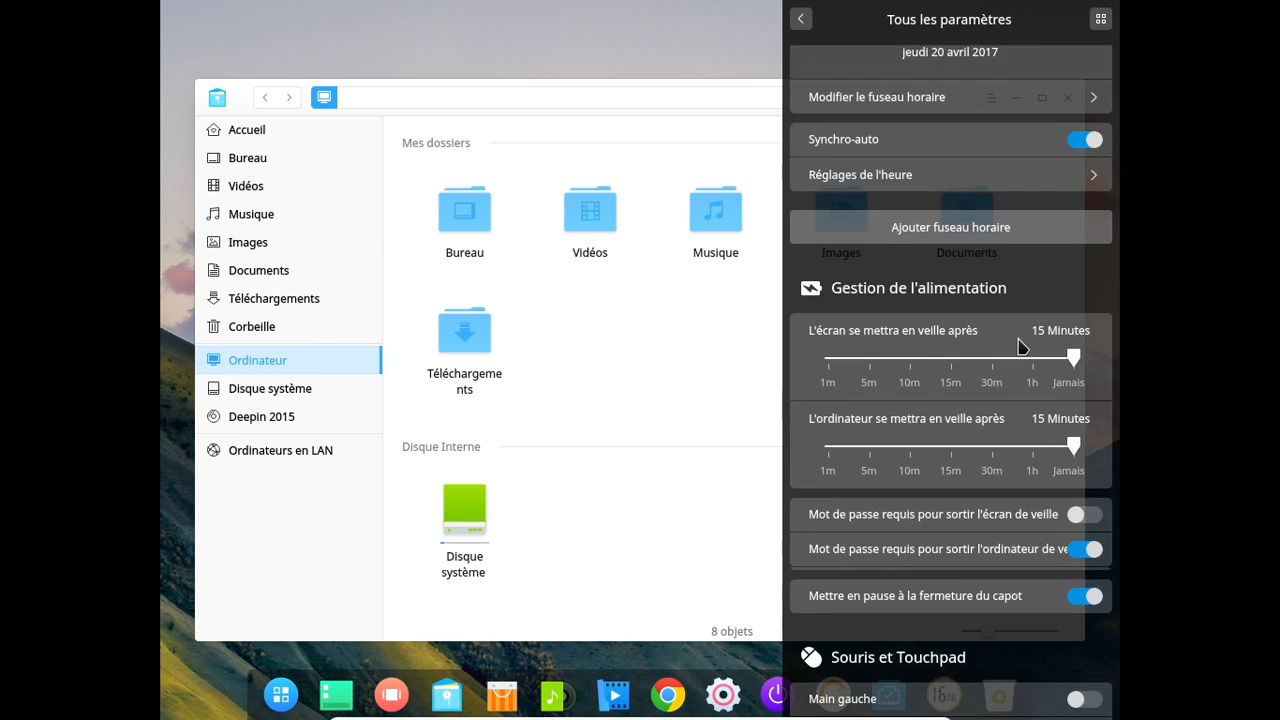 Tous les paramètres
jeudi 20 avril 2017
Modifier le fuseau horaire
Synchro-auto
Réglages de l'heure
Ajouter fuseau horaire
Gestion de l'alimentation
L'écran se mettra en veille après 15 Minutes
1m 5m 10m 15m 30m 1h Jamais
L'ordinateur se mettra en veille après 15 Minutes
1m 5m 10m 15m 30m 1h Jamais
Mot de passe requis pour sortir l'écran de veille
Mot de passe requis pour sortir l'ordinateur de ve
Mettre en pause à la fermeture du capot
Souris et Touchpad
Main gauche
Accueil
Bureau
Vidéos
Musique
Images
Documents
Téléchargements
Corbeille
Ordinateur
Disque système
Deepin 2015
Ordinateurs en LAN
Mes dossiers
Bureau
Vidéos
Musique
Images
Documents
Téléchargeme
nts
Disque Interne
Disque
système
8 objets